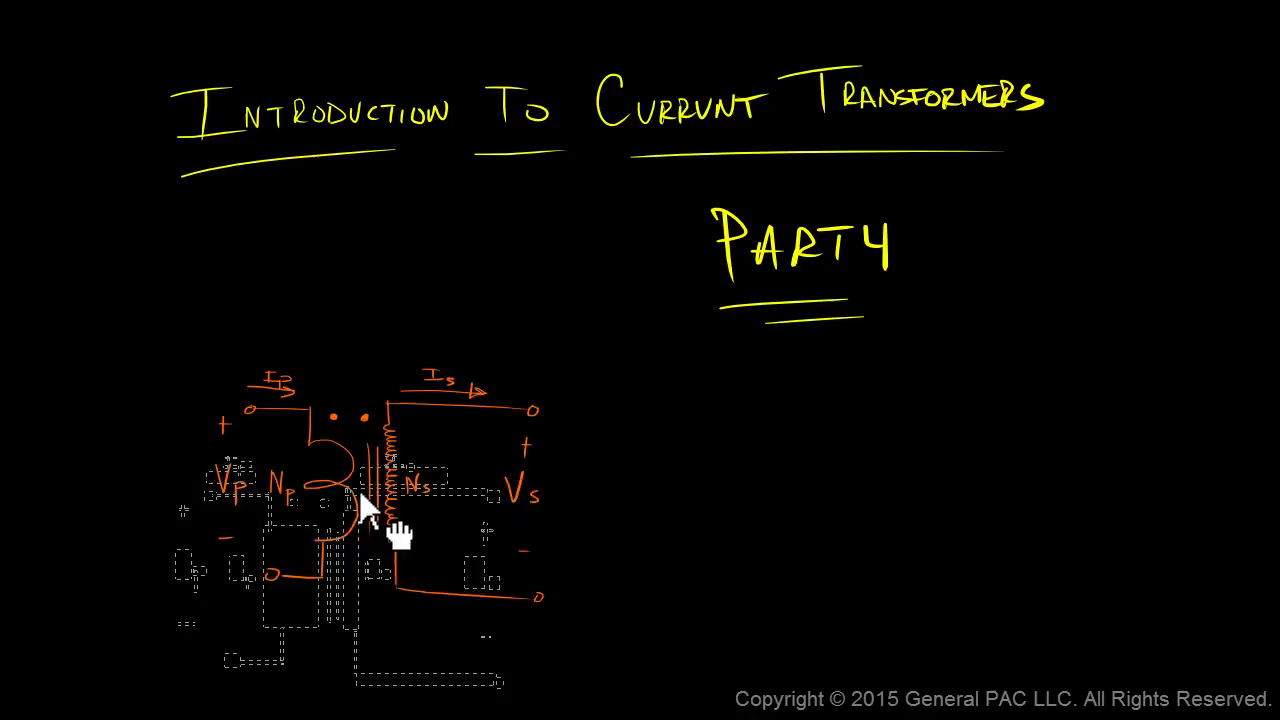 INTRODUCTION TO CURRUNT TRANSFORMERS
PART 4
Ip Is
+ +
Vp Np Ns Vs
- -
Copyright © 2015 General PAC LLC. All Rights Reserved.